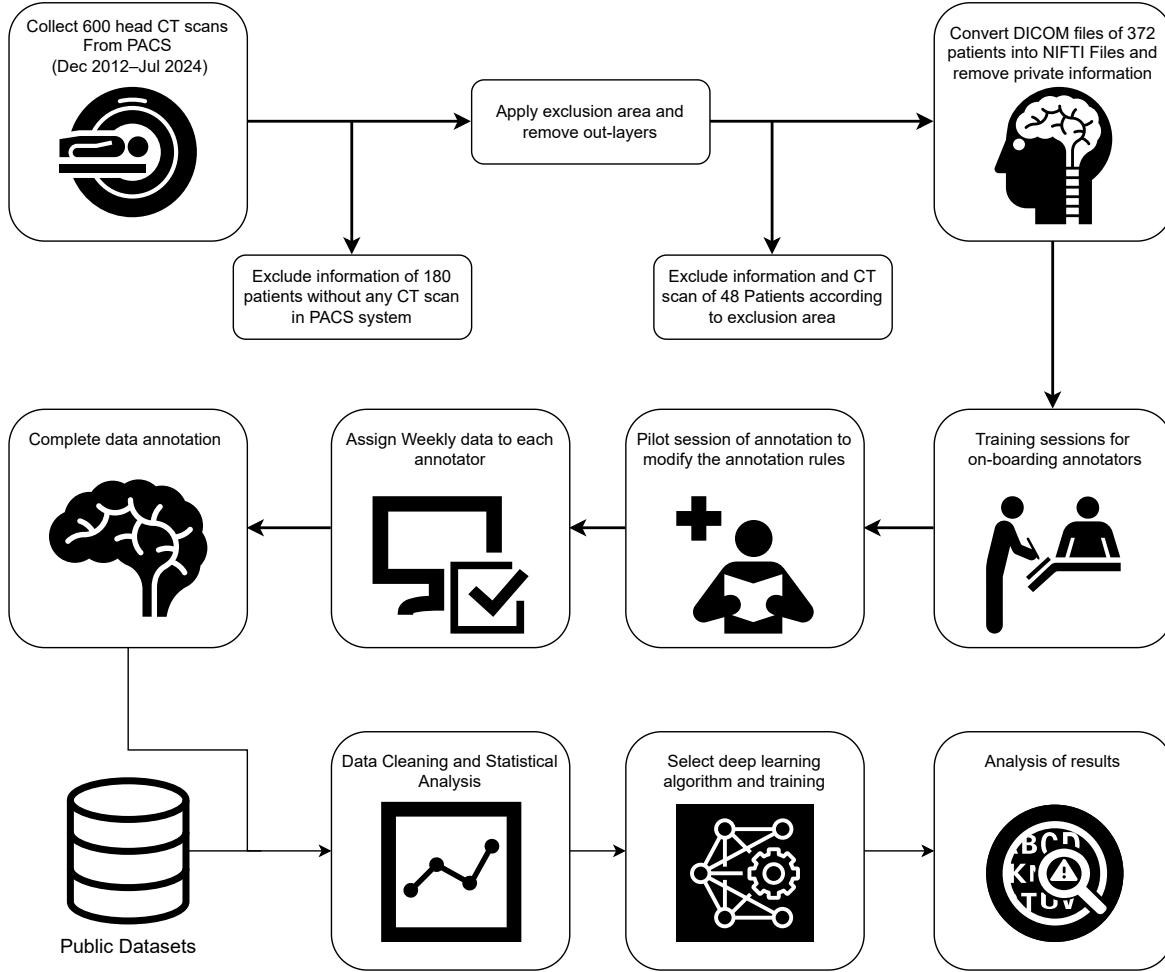 Collect 600 head CT scans
From PACS
(Dec 2012–Jul 2024)
Apply exclusion area and
remove out-layers
Convert DICOM files of 372
patients into NIFTI Files and
remove private information
Exclude information of 180
patients without any CT scan
in PACS system
Exclude information and CT
scan of 48 Patients according
to exclusion area
Complete data annotation
Assign Weekly data to each
annotator
Pilot session of annotation to
modify the annotation rules
Training sessions for
on-boarding annotators
Data Cleaning and Statistical
Analysis
Select deep learning
algorithm and training
Analysis of results
Public Datasets